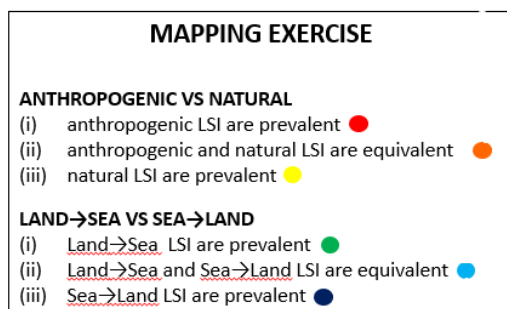 MAPPING EXERCISE
ANTHROPOGENIC VS NATURAL
(i) anthropogenic LSI are prevalent
(ii) anthropogenic and natural LSI are equivalent
(iii) natural LSI are prevalent
LAND→SEA VS SEA→LAND
(i) Land→Sea LSI are prevalent
(ii) Land→Sea and Sea→Land LSI are equivalent
(iii) Sea→Land LSI are prevalent